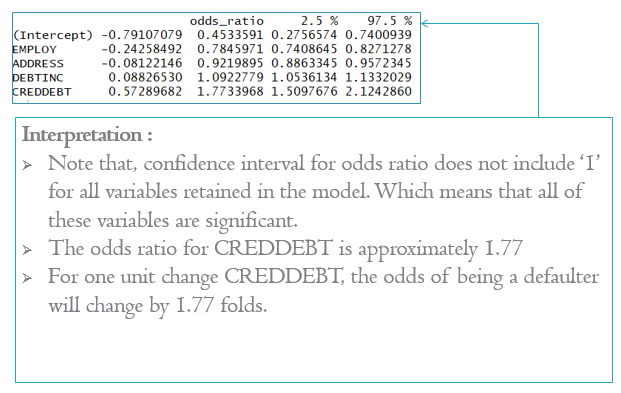 odds_ratio 2.5 % 97.5 %
(Intercept) -0.79107079 0.4533591 0.2756574 0.7400939
EMPLOY -0.24258492 0.7845971 0.7408645 0.8271278
ADDRESS -0.08122146 0.9219895 0.8863345 0.9572345
DEBTINC 0.08826530 1.0922779 1.0536134 1.1332029
CREDDEBT 0.57289682 1.7733968 1.5097676 2.1242860
Interpretation :
➢ Note that, confidence interval for odds ratio does not include ‘1’
for all variables retained in the model. Which means that all of
these variables are significant.
➢ The odds ratio for CREDDEBT is approximately 1.77
➢ For one unit change CREDDEBT, the odds of being a defaulter
will change by 1.77 folds.